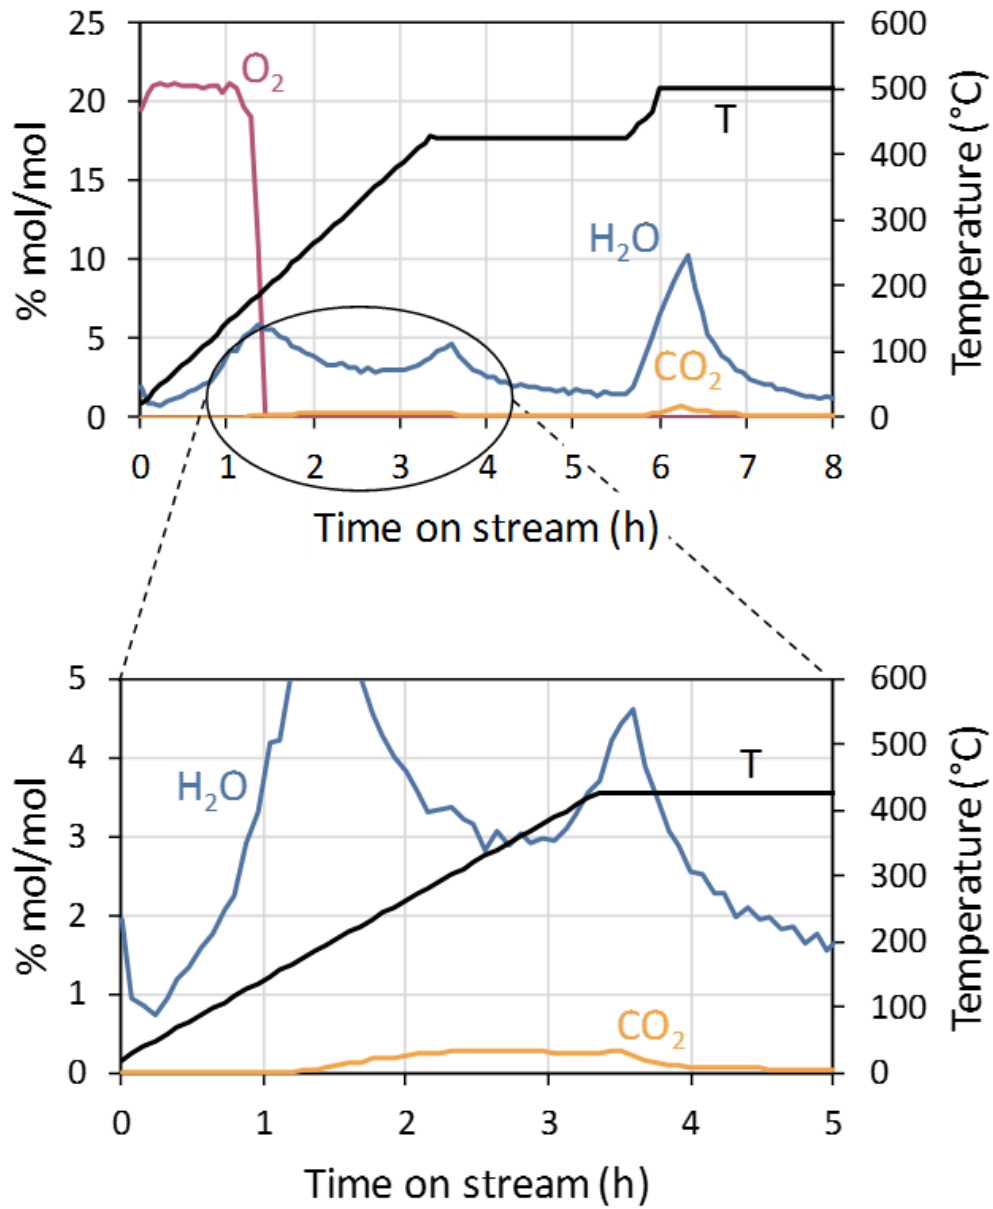 25
20
15
10
5
0
% mol/mol
O₂
T
H₂O
CO₂
600
500
400
300
200
100
0
Temperature (°C)
0 1 2 3 4 5 6 7 8
Time on stream (h)
5
4
3
2
1
0
% mol/mol
H₂O
T
CO₂
600
500
400
300
200
100
0
Temperature (°C)
0 1 2 3 4 5
Time on stream (h)